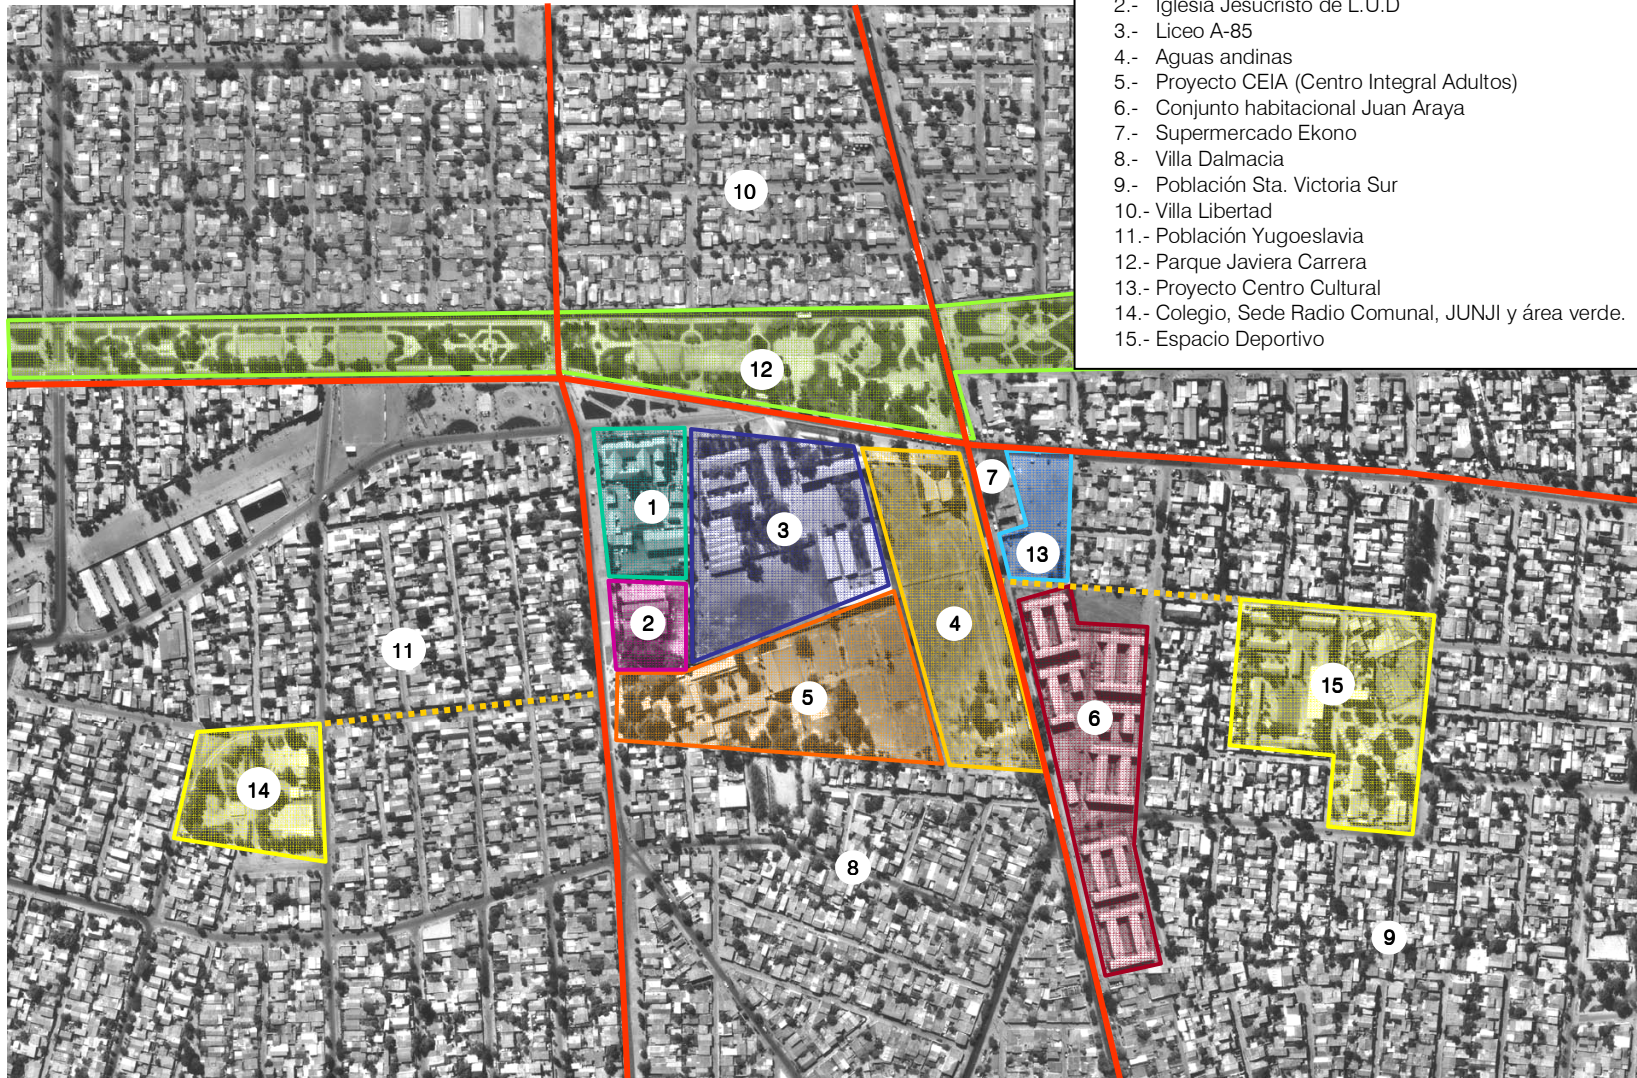 2.- Iglesia Jesucristo de L.U.D
3.- Liceo A-85
4.- Aguas andinas
5.- Proyecto CEIA (Centro Integral Adultos)
6.- Conjunto habitacional Juan Araya
7.- Supermercado Ekono
8.- Villa Dalmacia
9.- Población Sta. Victoria Sur
10.- Villa Libertad
11.- Población Yugoeslavia
12.- Parque Javiera Carrera
13.- Proyecto Centro Cultural
14.- Colegio, Sede Radio Comunal, JUNJI y área verde.
15.- Espacio Deportivo
10
12
7
1
3
13
2
4
11
15
5
6
14
8
9